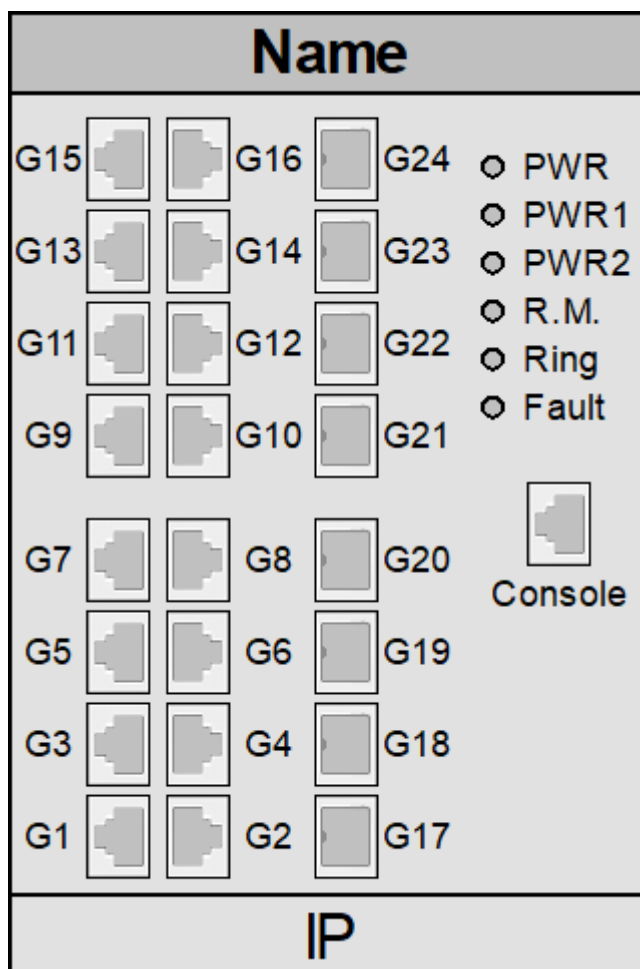 Name
G15 G16 G24 PWR
PWR1
G13 G14 G23 PWR2
R.M.
G11 G12 G22 Ring
Fault
G9 G10 G21
G7 G8 G20
Console
G5 G6 G19
G3 G4 G18
G1 G2 G17
IP